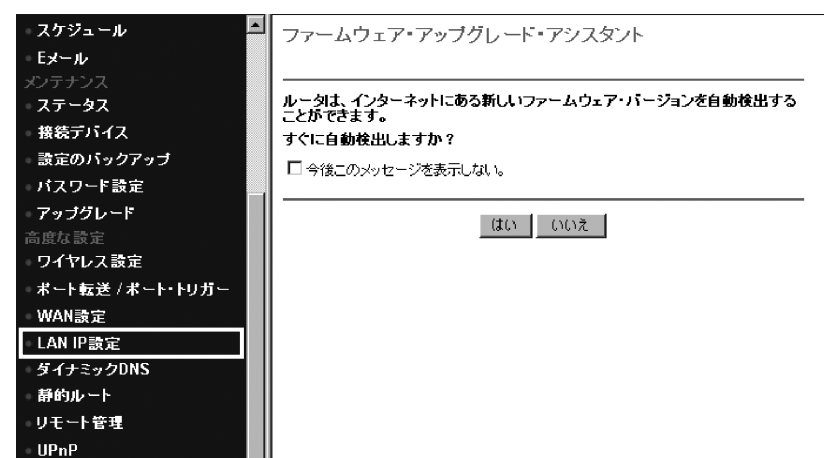 スケジュール
Eメール
メンテナンス
ステータス
接続デバイス
設定のバックアップ
パスワード設定
アップグレード
高度な設定
ワイヤレス設定
ポート転送 / ポート・トリガー
WAN設定
LAN IP設定
ダイナミックDNS
静的ルート
リモート管理
UPnP
ファームウェア・アップグレード・アシスタント
ルータは、インターネットにある新しいファームウェア・バージョンを自動検出する
ことができます。
すぐに自動検出しますか？
今後このメッセージを表示しない。
はい いいえ